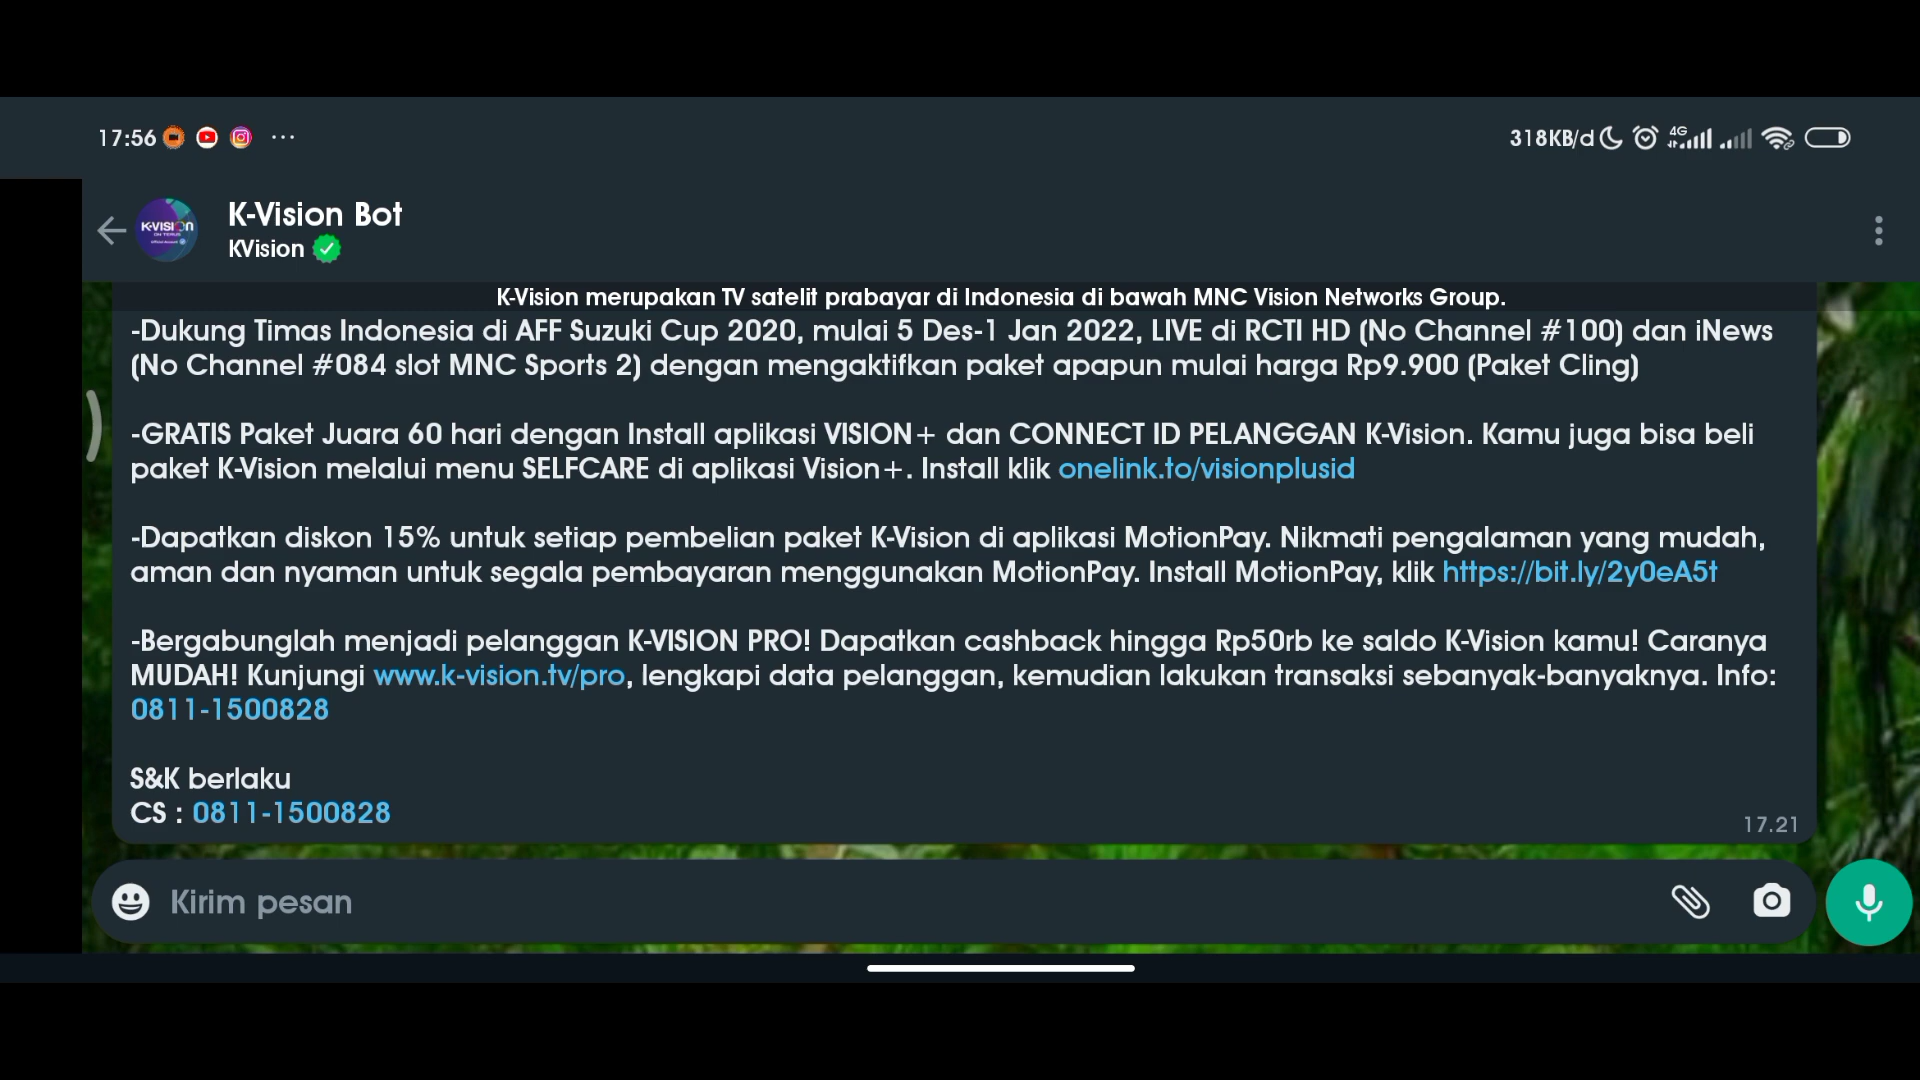 17:56
318KB/d
4G
K-VISION
K-Vision Bot
KVision
K-Vision merupakan TV satelit prabayar di Indonesia di bawah MNC Vision Networks Group.
-Dukung Timas Indonesia di AFF Suzuki Cup 2020, mulai 5 Des-1 Jan 2022, LIVE di RCTI HD (No Channel #100) dan iNews
(No Channel #084 slot MNC Sports 2) dengan mengaktifkan paket apapun mulai harga Rp9.900 (Paket Cling)
-GRATIS Paket Juara 60 hari dengan Install aplikasi VISION+ dan CONNECT ID PELANGGAN K-Vision. Kamu juga bisa beli
paket K-Vision melalui menu SELFCARE di aplikasi Vision+. Install klik onelink.to/visionplusid
-Dapatkan diskon 15% untuk setiap pembelian paket K-Vision di aplikasi MotionPay. Nikmati pengalaman yang mudah,
aman dan nyaman untuk segala pembayaran menggunakan MotionPay. Install MotionPay, klik https://bit.ly/2y0eA5t
-Bergabunglah menjadi pelanggan K-VISION PRO! Dapatkan cashback hingga Rp50rb ke saldo K-Vision kamu! Caranya
MUDAH! Kunjungi www.k-vision.tv/pro, lengkapi data pelanggan, kemudian lakukan transaksi sebanyak-banyaknya. Info:
0811-1500828
S&K berlaku
CS : 0811-1500828
17.21
Kirim pesan